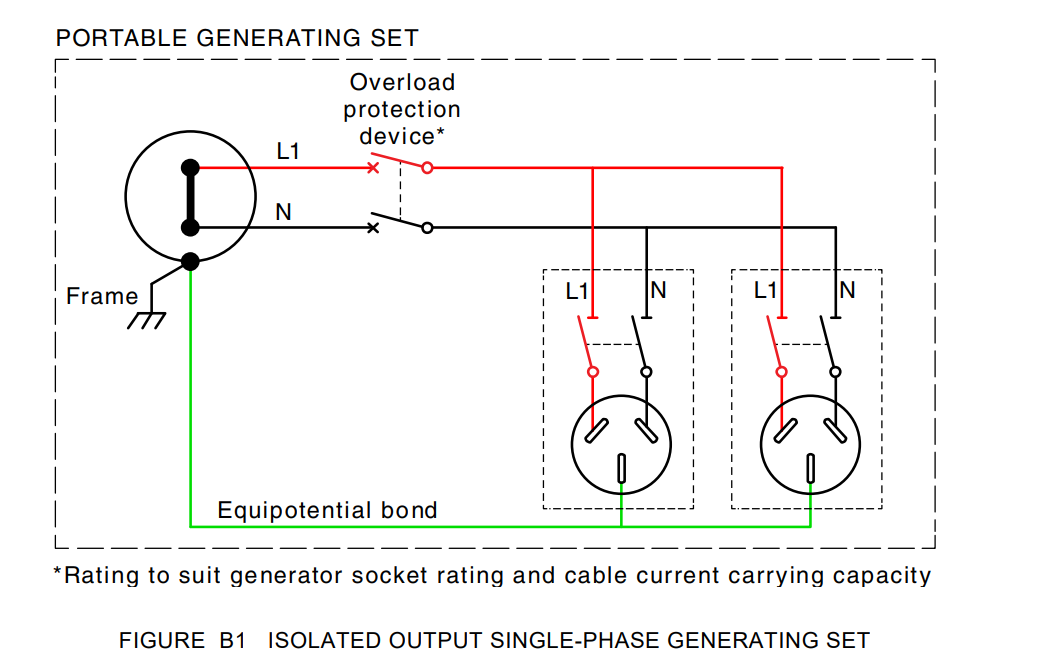 PORTABLE GENERATING SET
Overload
protection
device*
L1
N
Frame
L1
N
L1
N
Equipotential bond
*Rating to suit generator socket rating and cable current carrying capacity
FIGURE B1 ISOLATED OUTPUT SINGLE-PHASE GENERATING SET